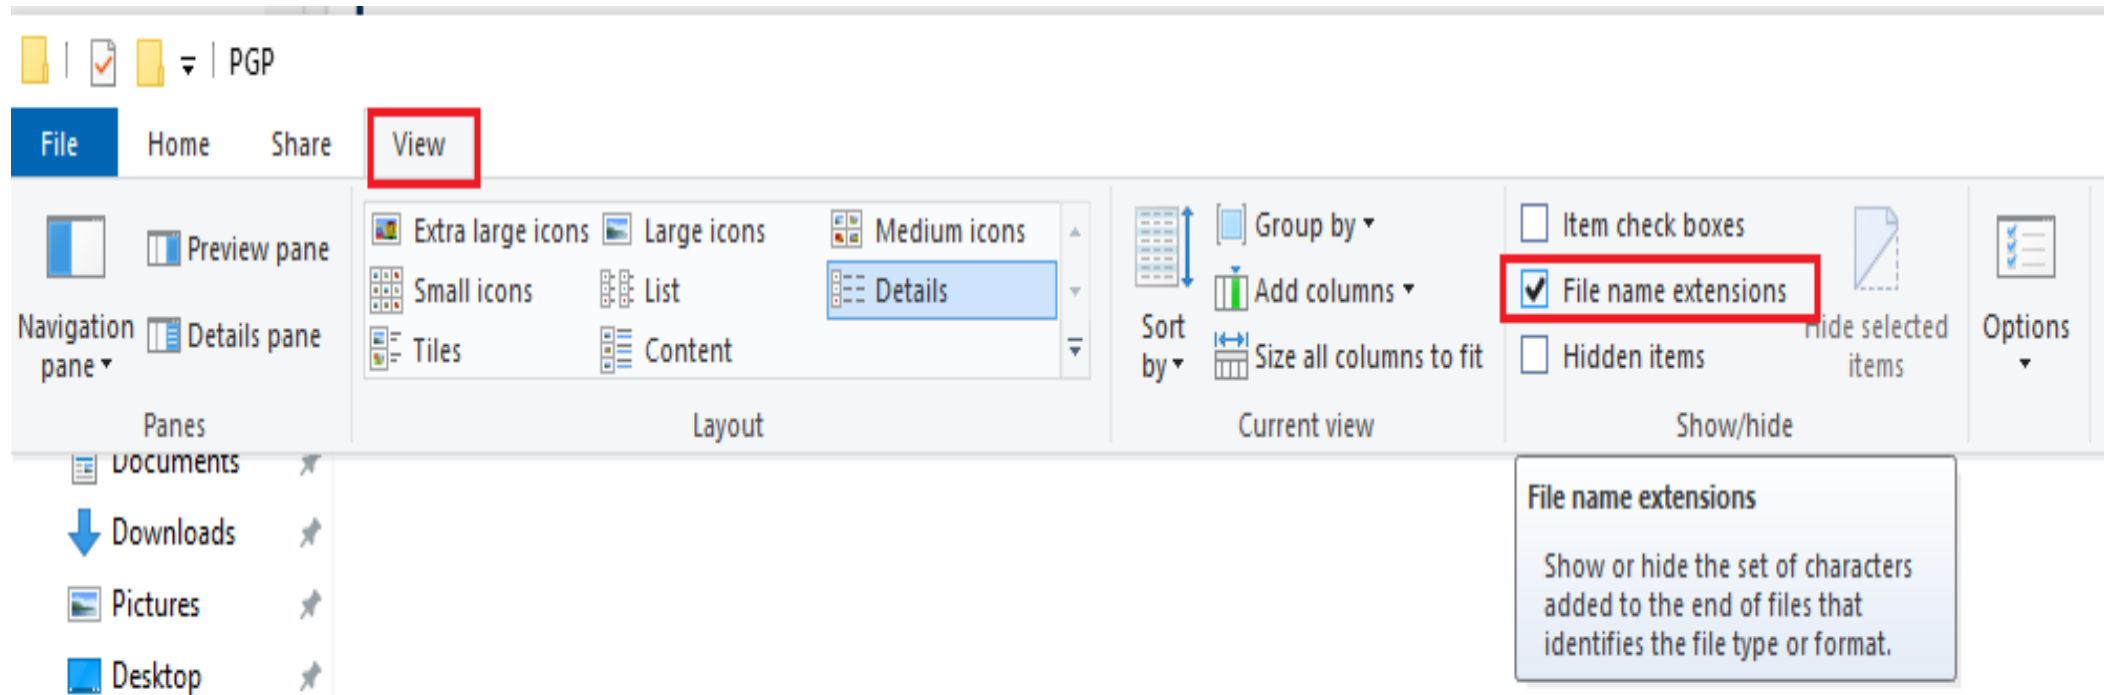 PGP
File Home Share View
Preview pane
Navigation pane
Details pane
Panes
Extra large icons Large icons Medium icons
Small icons List Details
Tiles Content
Layout
Sort by
Group by
Add columns
Size all columns to fit
Current view
Item check boxes
File name extensions
Hidden items
Hide selected
items
Show/hide
Options
Documents
Downloads
Pictures
Desktop
File name extensions
Show or hide the set of characters
added to the end of files that
identifies the file type or format.